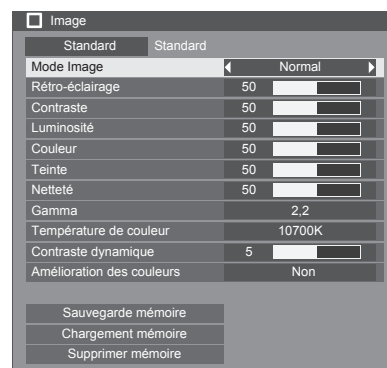 Image
Standard Standard
Mode Image Normal
Rétro-éclairage 50
Contraste 50
Luminosité 50
Couleur 50
Teinte 50
Netteté 50
Gamma 2,2
Température de couleur 10700K
Contraste dynamique 5
Amélioration des couleurs Non
Sauvegarde mémoire
Chargement mémoire
Supprimer mémoire